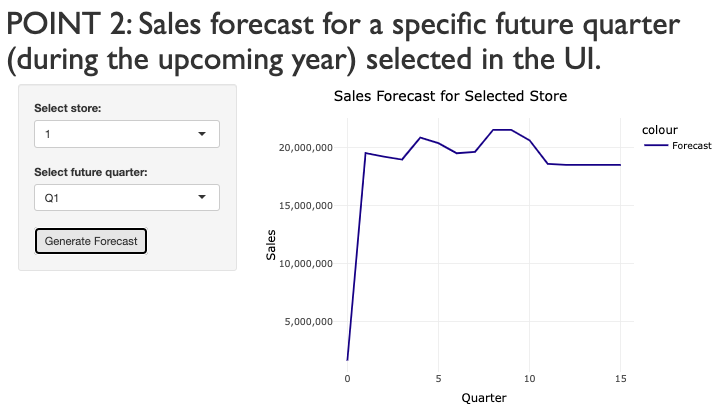 POINT 2: Sales forecast for a specific future quarter
(during the upcoming year) selected in the UI.
Select store:
1
Select future quarter:
Q1
Generate Forecast
Sales Forecast for Selected Store
20,000,000
15,000,000
10,000,000
5,000,000
Sales
0 5 10 15
Quarter
colour
Forecast